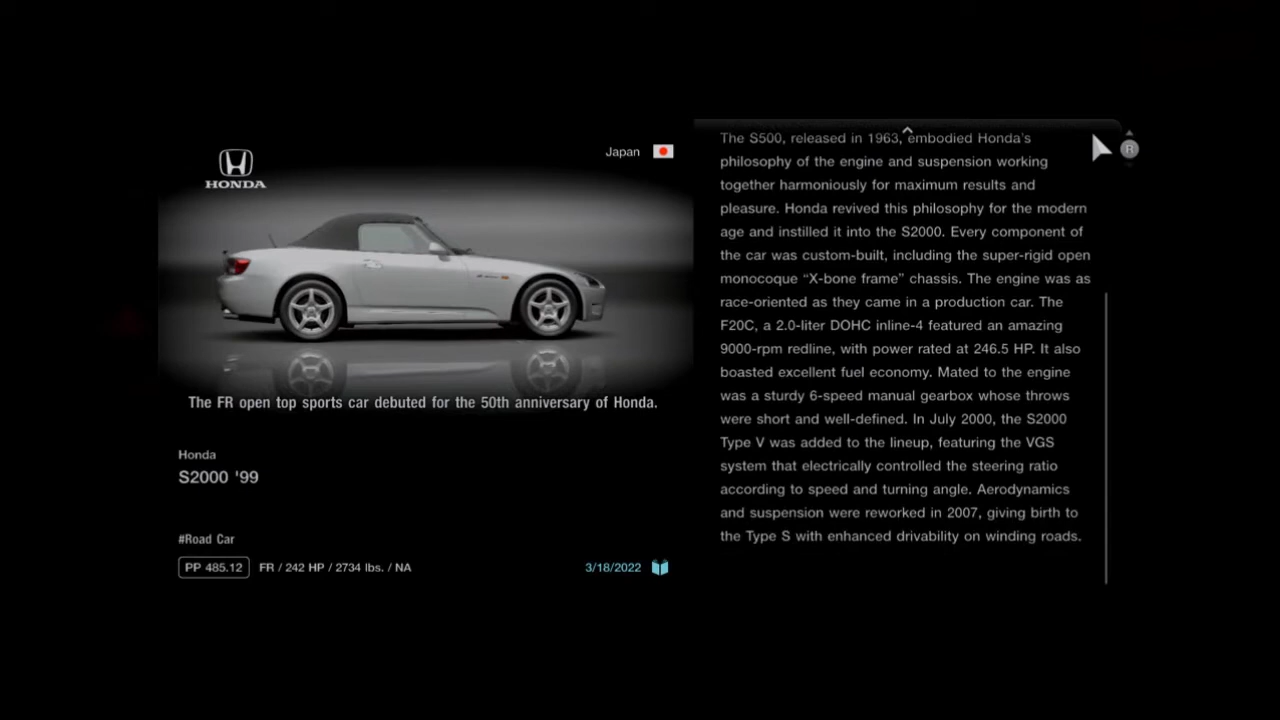 HONDA
Japan
The FR open top sports car debuted for the 50th anniversary of Honda.
Honda
S2000 '99
#Road Car
PP 485.12
FR / 242 HP / 2734 lbs. / NA
3/18/2022
The S500, released in 1963, embodied Honda's
philosophy of the engine and suspension working
together harmoniously for maximum results and
pleasure. Honda revived this philosophy for the modern
age and instilled it into the S2000. Every component of
the car was custom-built, including the super-rigid open
monocoque “X-bone frame” chassis. The engine was as
race-oriented as they came in a production car. The
F20C, a 2.0-liter DOHC inline-4 featured an amazing
9000-rpm redline, with power rated at 246.5 HP. It also
boasted excellent fuel economy. Mated to the engine
was a sturdy 6-speed manual gearbox whose throws
were short and well-defined. In July 2000, the S2000
Type V was added to the lineup, featuring the VGS
system that electrically controlled the steering ratio
according to speed and turning angle. Aerodynamics
and suspension were reworked in 2007, giving birth to
the Type S with enhanced drivability on winding roads.
R